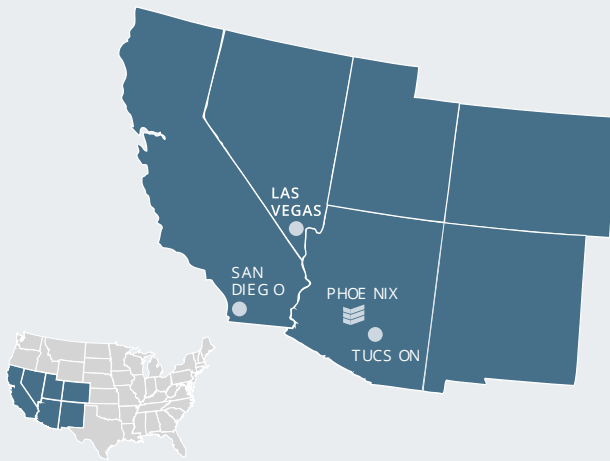 LAS
VEGAS
SAN
DIEGO
PHOENIX
TUCSON